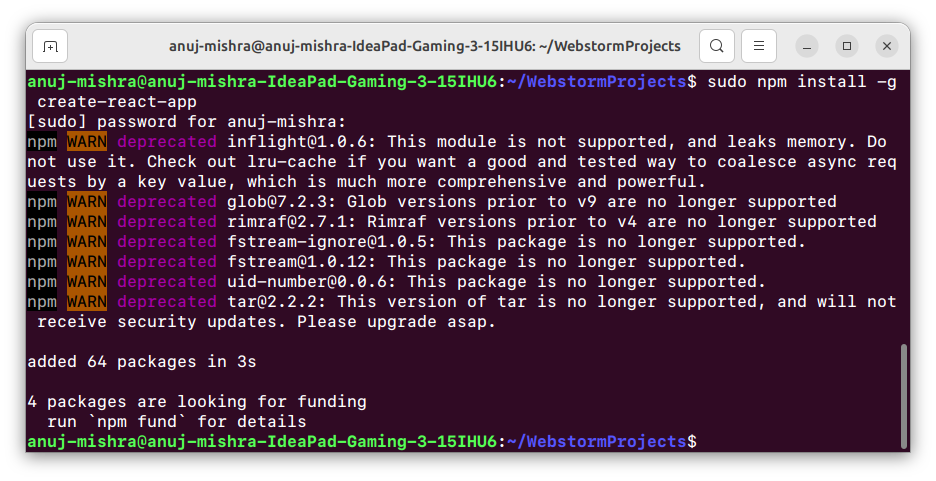 anuj-mishra@anuj-mishra-IdeaPad-Gaming-3-15IHU6: ~/WebstormProjects
anuj-mishra@anuj-mishra-IdeaPad-Gaming-3-15IHU6:~/WebstormProjects$ sudo npm install -g
 create-react-app
[sudo] password for anuj-mishra:
npm WARN deprecated inflight@1.0.6: This module is not supported, and leaks memory. Do
not use it. Check out lru-cache if you want a good and tested way to coalesce async req
uests by a key value, which is much more comprehensive and powerful.
npm WARN deprecated glob@7.2.3: Glob versions prior to v9 are no longer supported
npm WARN deprecated rimraf@2.7.1: Rimraf versions prior to v4 are no longer supported
npm WARN deprecated fstream-ignore@1.0.5: This package is no longer supported.
npm WARN deprecated fstream@1.0.12: This package is no longer supported.
npm WARN deprecated uid-number@0.0.6: This package is no longer supported.
npm WARN deprecated tar@2.2.2: This version of tar is no longer supported, and will not
 receive security updates. Please upgrade asap.
added 64 packages in 3s
4 packages are looking for funding
  run `npm fund` for details
anuj-mishra@anuj-mishra-IdeaPad-Gaming-3-15IHU6:~/WebstormProjects$